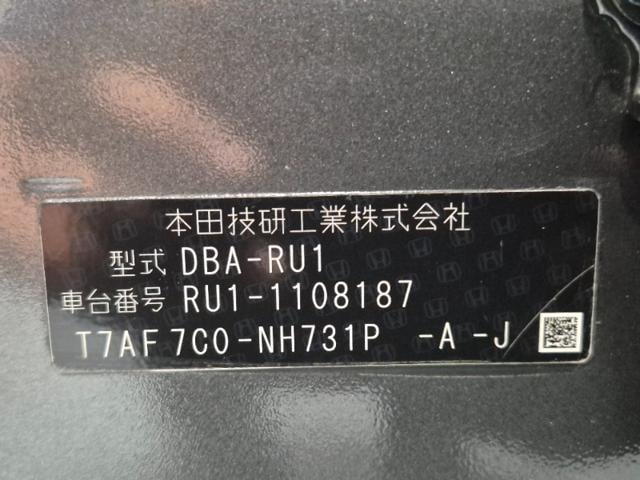 本田技研工業株式会社
型式 DBA-RU1
車台番号 RU1-1108187
T7AF7C0-NH731P -A-J